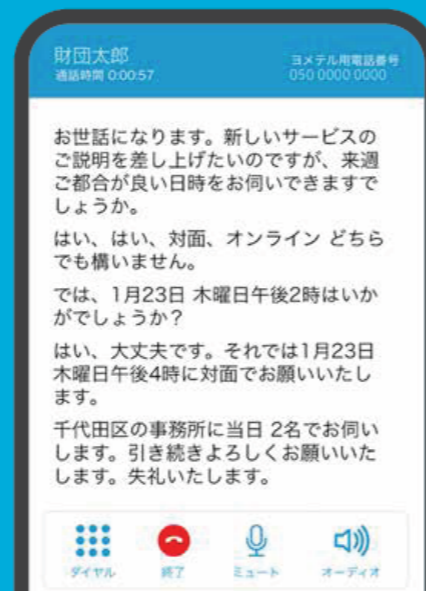 財団太郎
通話時間 0:00:57
ヨメテル用電話番号
050 0000 0000
お世話になります。新しいサービスの
ご説明を差し上げたいのですが、来週
ご都合が良い日時をお伺いできますで
しょうか。
はい、はい、対面、オンライン どちら
でも構いません。
では、1月23日 木曜日午後2時はいか
がでしょうか？
はい、大丈夫です。それでは1月23日
木曜日午後4時に対面でお願いいたし
ます。
千代田区の事務所に当日 2名でお伺い
します。引き続きよろしくお願いいた
します。失礼いたします。
ダイヤル
終了
ミュート
オーディオ